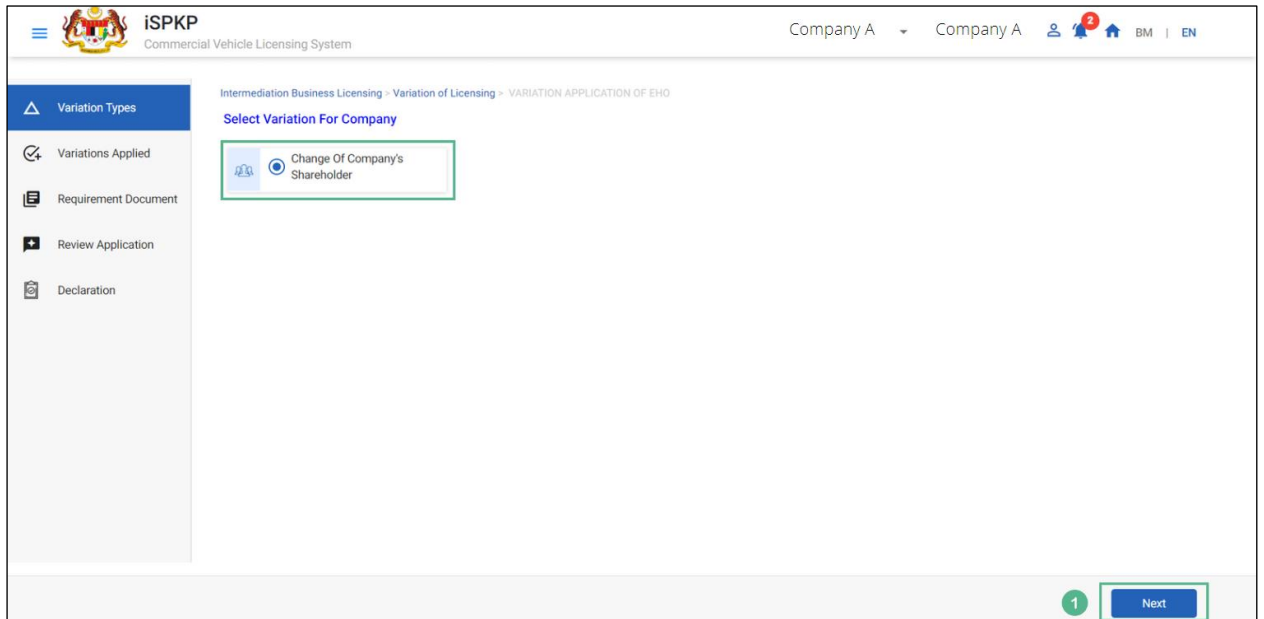 iSPKP
Commercial Vehicle Licensing System
Company A
Company A
2
BM | EN
Variation Types
Variations Applied
Requirement Document
Review Application
Declaration
Intermediation Business Licensing > Variation of Licensing > VARIATION APPLICATION OF EHO
Select Variation For Company
Change Of Company's
Shareholder
1
Next